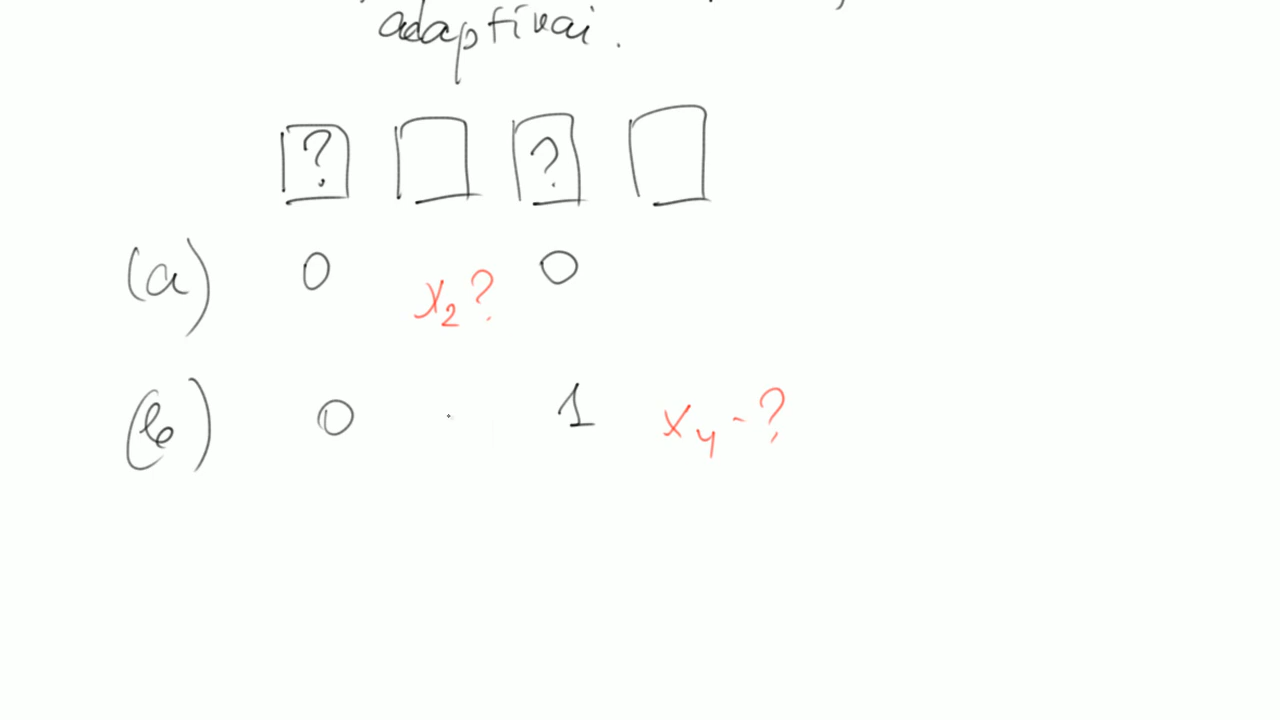 adaptivai.
? ?
(a) 0 x₂? 0
(b) 0 1 x₄-?